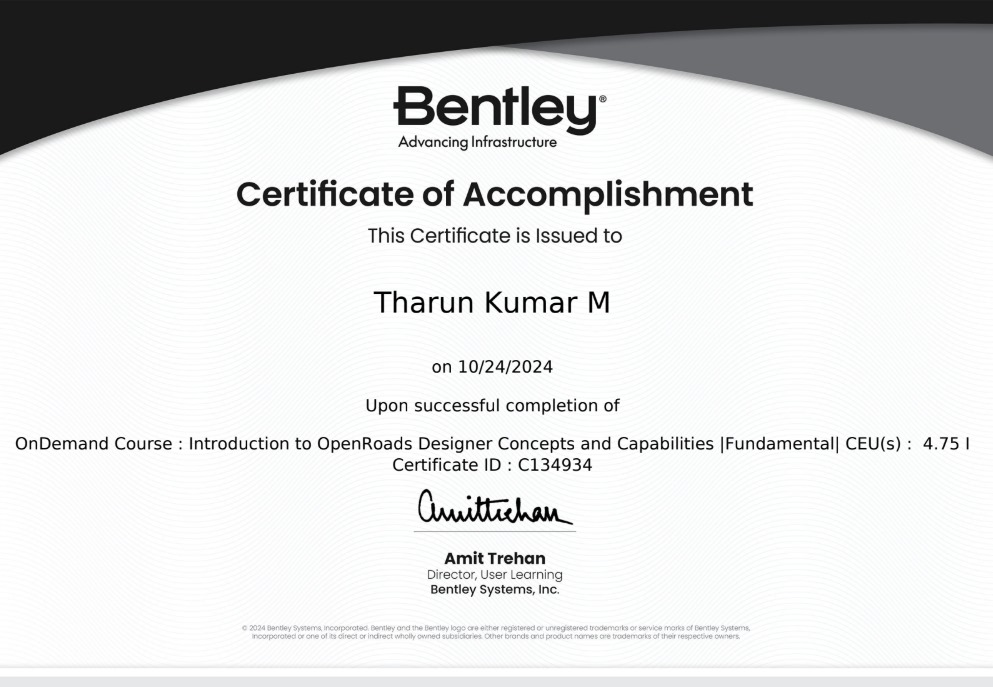 Bentley®
Advancing Infrastructure
Certificate of Accomplishment
This Certificate is Issued to
Tharun Kumar M
on 10/24/2024
Upon successful completion of
OnDemand Course : Introduction to OpenRoads Designer Concepts and Capabilities |Fundamental| CEU(s) : 4.75 I
Certificate ID : C134934
Amittrehan
Amit Trehan
Director, User Learning
Bentley Systems, Inc.
© 2024 Bentley Systems, Incorporated. Bentley and the Bentley logo are either registered or unregistered trademarks or service marks of Bentley Systems,
Incorporated or one of its direct or indirect wholly owned subsidiaries. Other brands and product names are trademarks of their respective owners.